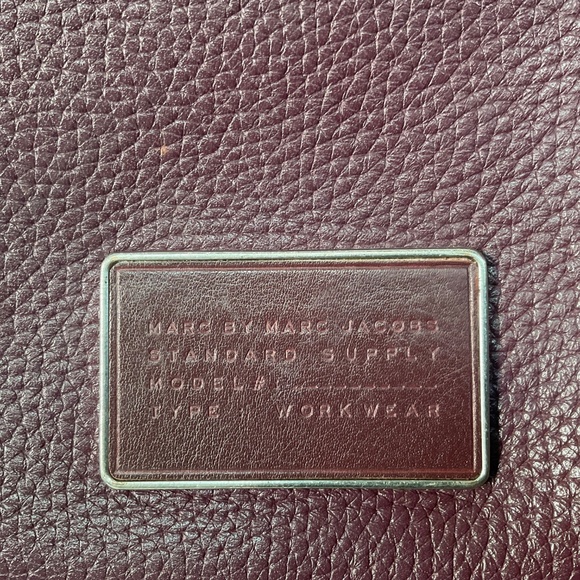 MARC BY MARC JACOBS
STANDARD SUPPLY
MODEL#: ..........
TYPE : WORKWEAR